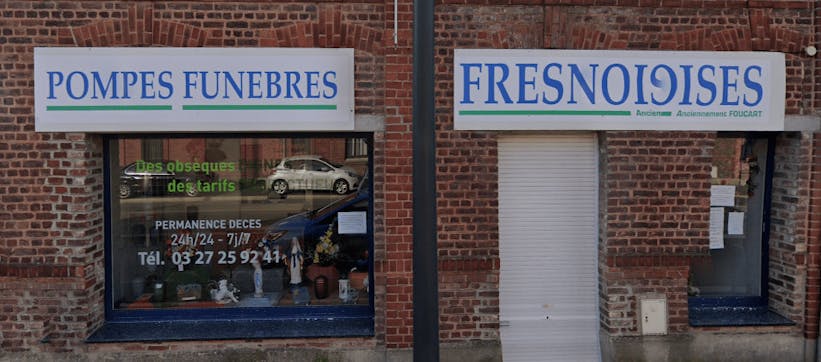 POMPES FUNEBRES
Des obsèques
des tarifs
PERMANENCE DECES
24h/24 - 7j/7
Tél. 03 27 25 92 41
FRESNOISES
Ancien Anciennement FOUCART